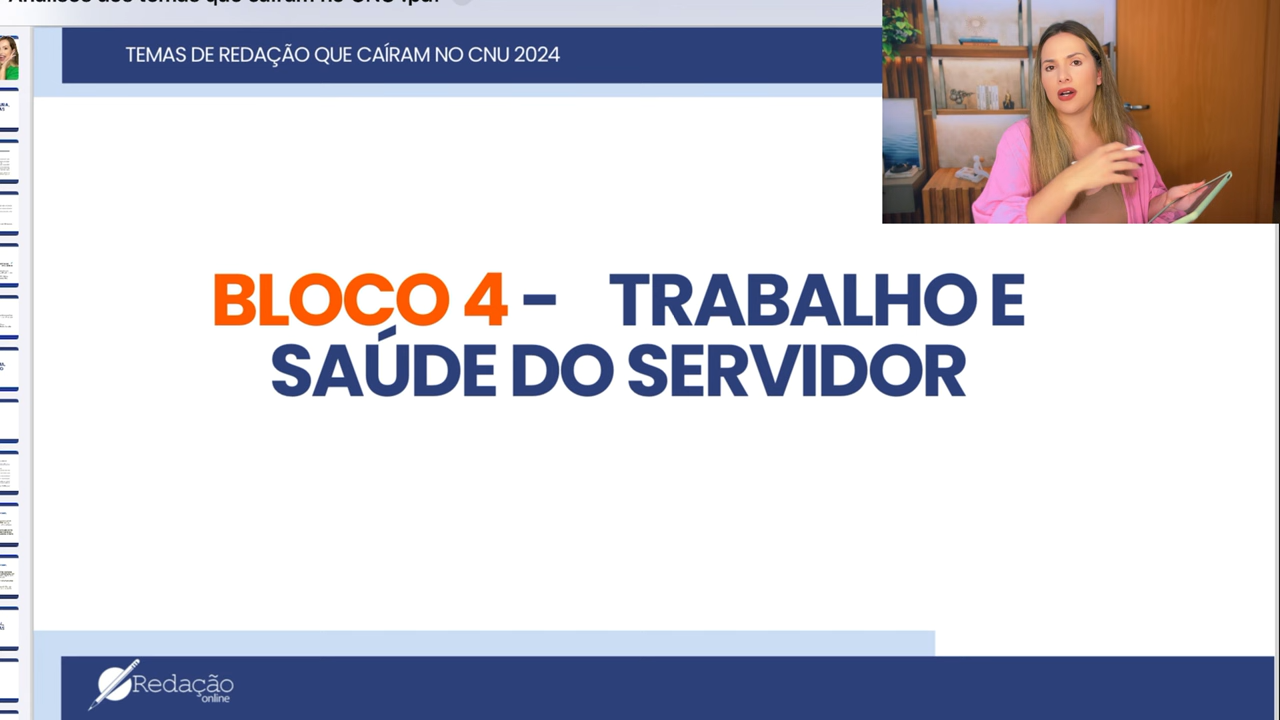 TEMAS DE REDAÇÃO QUE CAÍRAM NO CNU 2024
BLOCO 4 - TRABALHO E
SAÚDE DO SERVIDOR
Redação
online